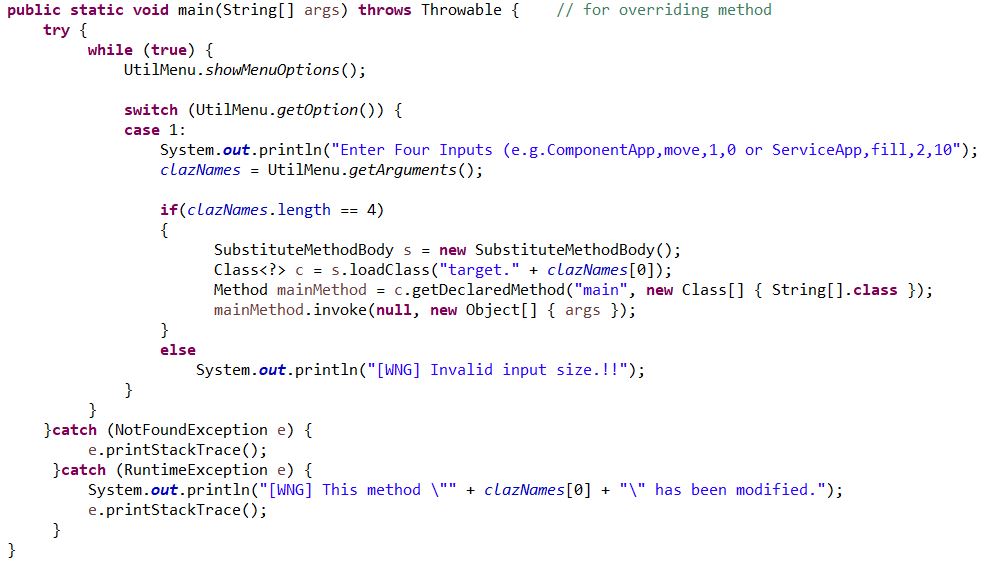 public static void main(String[] args) throws Throwable {    // for overriding method
    try {
         while (true) {
             UtilMenu.showMenuOptions();

             switch (UtilMenu.getOption()) {
             case 1:
                 System.out.println("Enter Four Inputs (e.g.ComponentApp,move,1,0 or ServiceApp,fill,2,10");
                 clazNames = UtilMenu.getArguments();

                 if(clazNames.length == 4)
                 {
                       SubstituteMethodBody s = new SubstituteMethodBody();
                       Class<?> c = s.loadClass("target." + clazNames[0]);
                       Method mainMethod = c.getDeclaredMethod("main", new Class[] { String[].class });
                       mainMethod.invoke(null, new Object[] { args });
                 }
                 else
                     System.out.println("[WNG] Invalid input size.!!");
             }
         }
    }catch (NotFoundException e) {
         e.printStackTrace();
     }catch (RuntimeException e) {
         System.out.println("[WNG] This method \"" + clazNames[0] + "\" has been modified.");
         e.printStackTrace();
     }
}